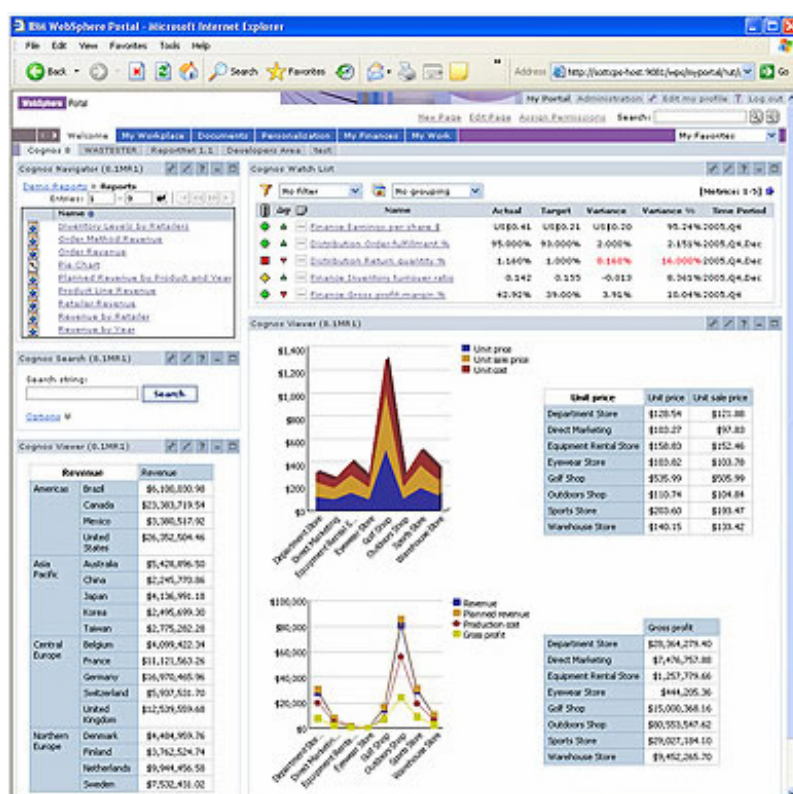 IBM WebSphere Portal - Microsoft Internet Explorer
File Edit View Favorites Tools Help
Back Search Favorites Address Go
WebSphere Portal
My Portal Administration Edit my profile ? Log out
New Page Edit Page Assign Permissions Search:
Welcome My Workplace Documents Personalization My Finances My Work My Favorites
Cognos 8 WASTESTER ReportNet 1.1 Developers Area test
Cognos Navigator (8.1MR1)
Demo Reports > Reports
Entries: 1 - 9
Name
Inventory Levels by Retailers
Order Method Revenue
Order Revenue
Pie Chart
Planned Revenue by Product and Year
Product Line Revenue
Retailer Revenue
Revenue by Retailer
Revenue by Year
Cognos Search (8.1MR1)
Search string:
Search
Options
Cognos Viewer (8.1MR1)
Revenue Revenue
Americas Brazil
Canada $23,383,719.54
Mexico $3,380,517.92
United States $26,352,504.46
Asia Pacific Australia $5,428,896.50
China $2,245,770.86
Japan $4,136,991.18
Korea $2,495,699.30
Taiwan $2,775,282.28
Central Europe Belgium $4,099,422.34
France $11,121,563.26
Germany $16,970,465.96
Switzerland $5,937,531.70
United Kingdom $12,539,559.68
Northern Europe Denmark $4,484,959.76
Finland $3,762,524.74
Netherlands $9,944,456.58
Sweden $7,532,431.02
Cognos Watch List
No filter No grouping [Metrics: 1-5]
Name Actual Target Variance Variance % Time Period
Finance Earnings per share $ US$0.41 US$0.21 US$0.20 95.24% 2005.Q4
Distribution Order fulfillment % 95.000% 93.000% 2.000% 2.151% 2005.Q4.Dec
Distribution Return quantity % 1.160% 1.000% 0.160% 16.000% 2005.Q4.Dec
Finance Inventory turnover ratio 0.142 0.155 -0.013 2005.Q4.Dec
Finance Gross profit margin % 42.92% 39.00% 3.91% 10.04% 2005.Q4
Cognos Viewer (8.1MR1)
$1,400
$1,200
$1,000
$800
$600
$400
$200
$0
Unit price
Unit sale price
Unit cost
Department Store
Direct Marketing
Equipment Rental S...
Eyewear Store
Golf Shop
Outdoors Shop
Sports Store
Warehouse Store
Unit price Unit price Unit sale price
Department Store $128.54 $121.88
Direct Marketing $103.27 $97.83
Equipment Rental Store $158.83 $152.46
Eyewear Store $103.82 $103.78
Golf Shop $535.99 $505.99
Outdoors Shop $110.74 $104.84
Sports Store $203.60 $193.47
Warehouse Store $140.15 $133.42
$100,000
$80,000
$60,000
$40,000
$20,000
$0
Revenue
Planned revenue
Production cost
Gross profit
Department Stor...
Direct Marketin...
Equipment Renta...
Eyewear Store
Golf Shop
Outdoors Shop
Sports Store
Warehouse Store
Gross profit
Department Store $28,364,279.40
Direct Marketing $7,476,757.88
Equipment Rental Store $1,257,779.66
Eyewear Store $444,205.36
Golf Shop $15,000,368.16
Outdoors Shop $80,553,547.62
Sports Store $29,027,184.10
Warehouse Store $9,452,265.70